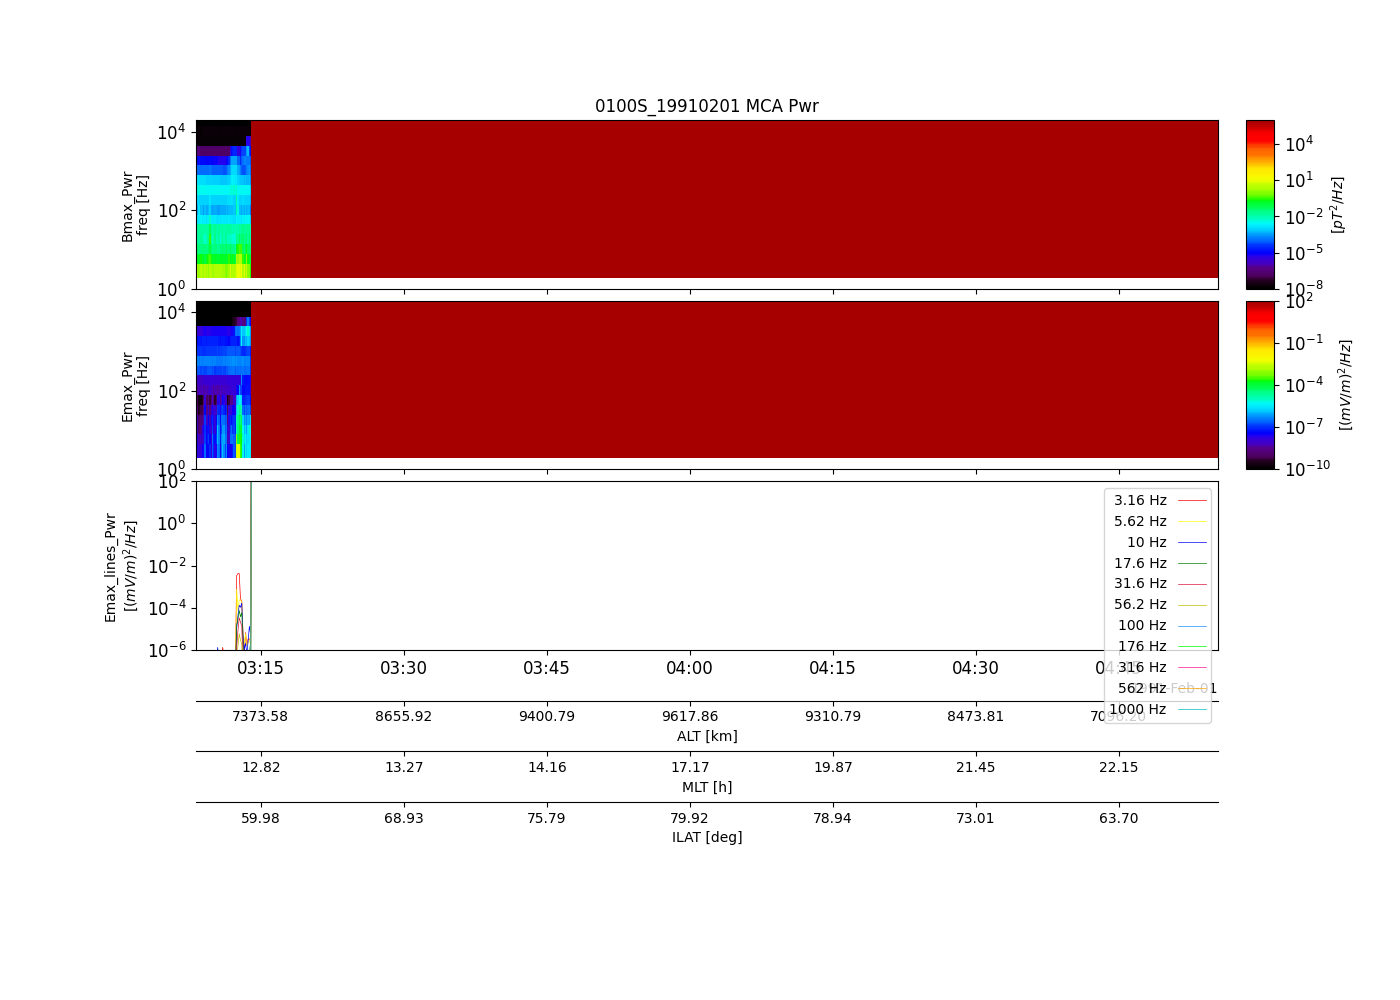 0100S_19910201 MCA Pwr
10^4
10^2
10^0
Bmax_Pwr
freq [Hz]
10^4
10^1
10^-2
10^-5
10^-8
[pT^2/Hz]
10^4
10^2
10^0
Emax_Pwr
freq [Hz]
10^2
10^-1
10^-4
10^-7
10^-10
[(mV/m)^2/Hz]
10^2
10^0
10^-2
10^-4
10^-6
Emax_lines_Pwr
[(mV/m)^2/Hz]
3.16 Hz
5.62 Hz
10 Hz
17.6 Hz
31.6 Hz
56.2 Hz
100 Hz
176 Hz
316 Hz
562 Hz
1000 Hz
03:15 03:30 03:45 04:00 04:15 04:30 04:45
-Feb-01
7373.58 8655.92 9400.79 9617.86 9310.79 8473.81
ALT [km]
12.82 13.27 14.16 17.17 19.87 21.45 22.15
MLT [h]
59.98 68.93 75.79 79.92 78.94 73.01 63.70
ILAT [deg]